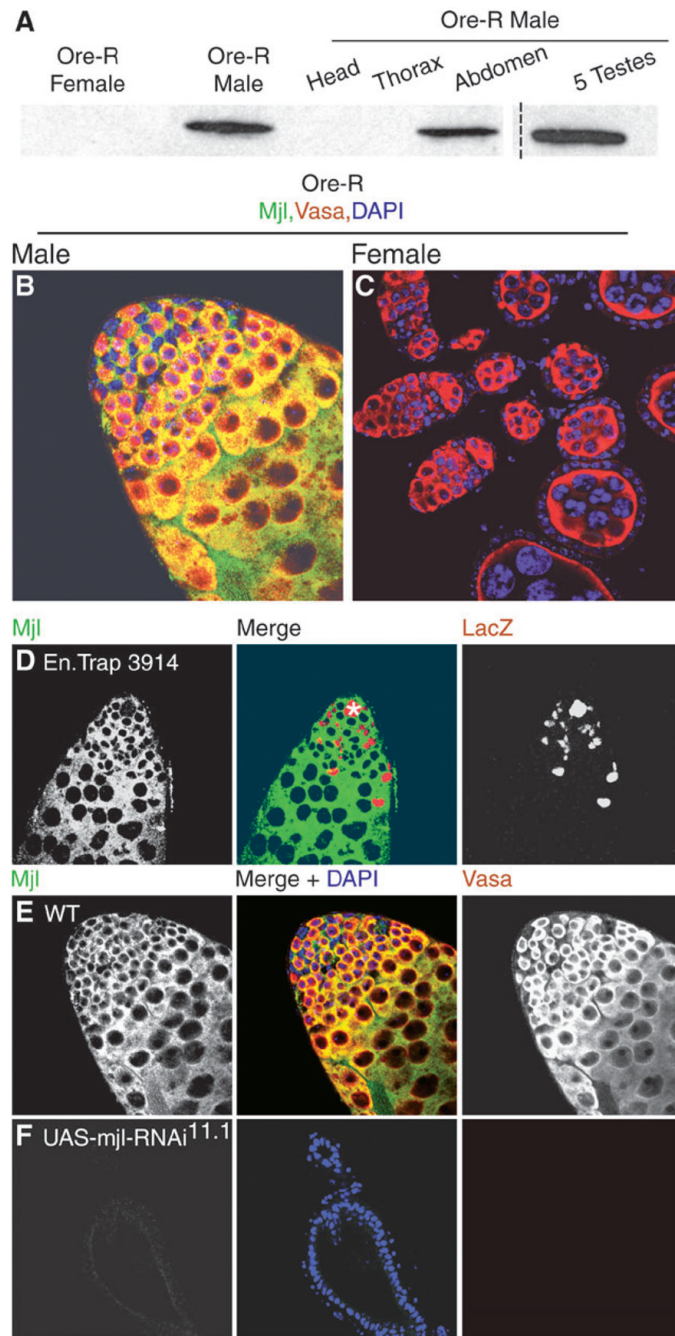 A
Ore-R Male
Ore-R Female
Ore-R Male
Head
Thorax
Abdomen
5 Testes
Ore-R
Mjl,Vasa,DAPI
Male
Female
B
C
Mjl
Merge
LacZ
D En.Trap 3914
*
Mjl
Merge + DAPI
Vasa
E WT
F UAS-mjl-RNAi11.1